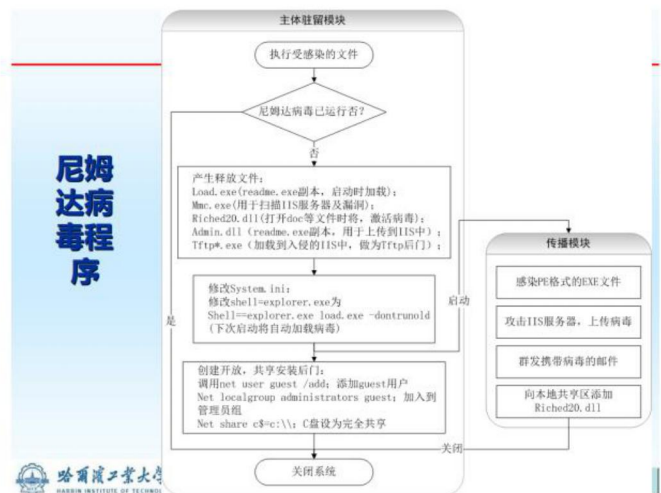 主体驻留模块
执行受感染的文件
尼姆达病毒已运行否?
否
尼姆
达病
毒程
序
产生释放文件:
Load.exe(readme.exe副本, 启动时加载);
Mmc.exe(用于扫描IIS服务器及漏洞);
Riched20.dll(打开doc等文件时将, 激活病毒);
Admin.dll (readme.exe副本, 用于上传到IIS中);
Tftp*.exe (加载到入侵的IIS中, 做为Tftp后门);
修改System.ini;
修改shell=explorer.exe为
Shell==explorer.exe load.exe -dontrunold
(下次启动将自动加载病毒)
是
启动
创建开放, 共享安装后门:
调用net user guest /add; 添加guest用户
Net localgroup administrators guest; 加入到
管理员组
Net share c$=c:\\; C盘设为完全共享
传播模块
感染PE格式的EXE文件
攻击IIS服务器, 上传病毒
群发携带病毒的邮件
向本地共享区添加
Riched20.dll
关闭
关闭系统
哈尔滨工业大学
HARBIN INSTITUTE OF TECHNOL